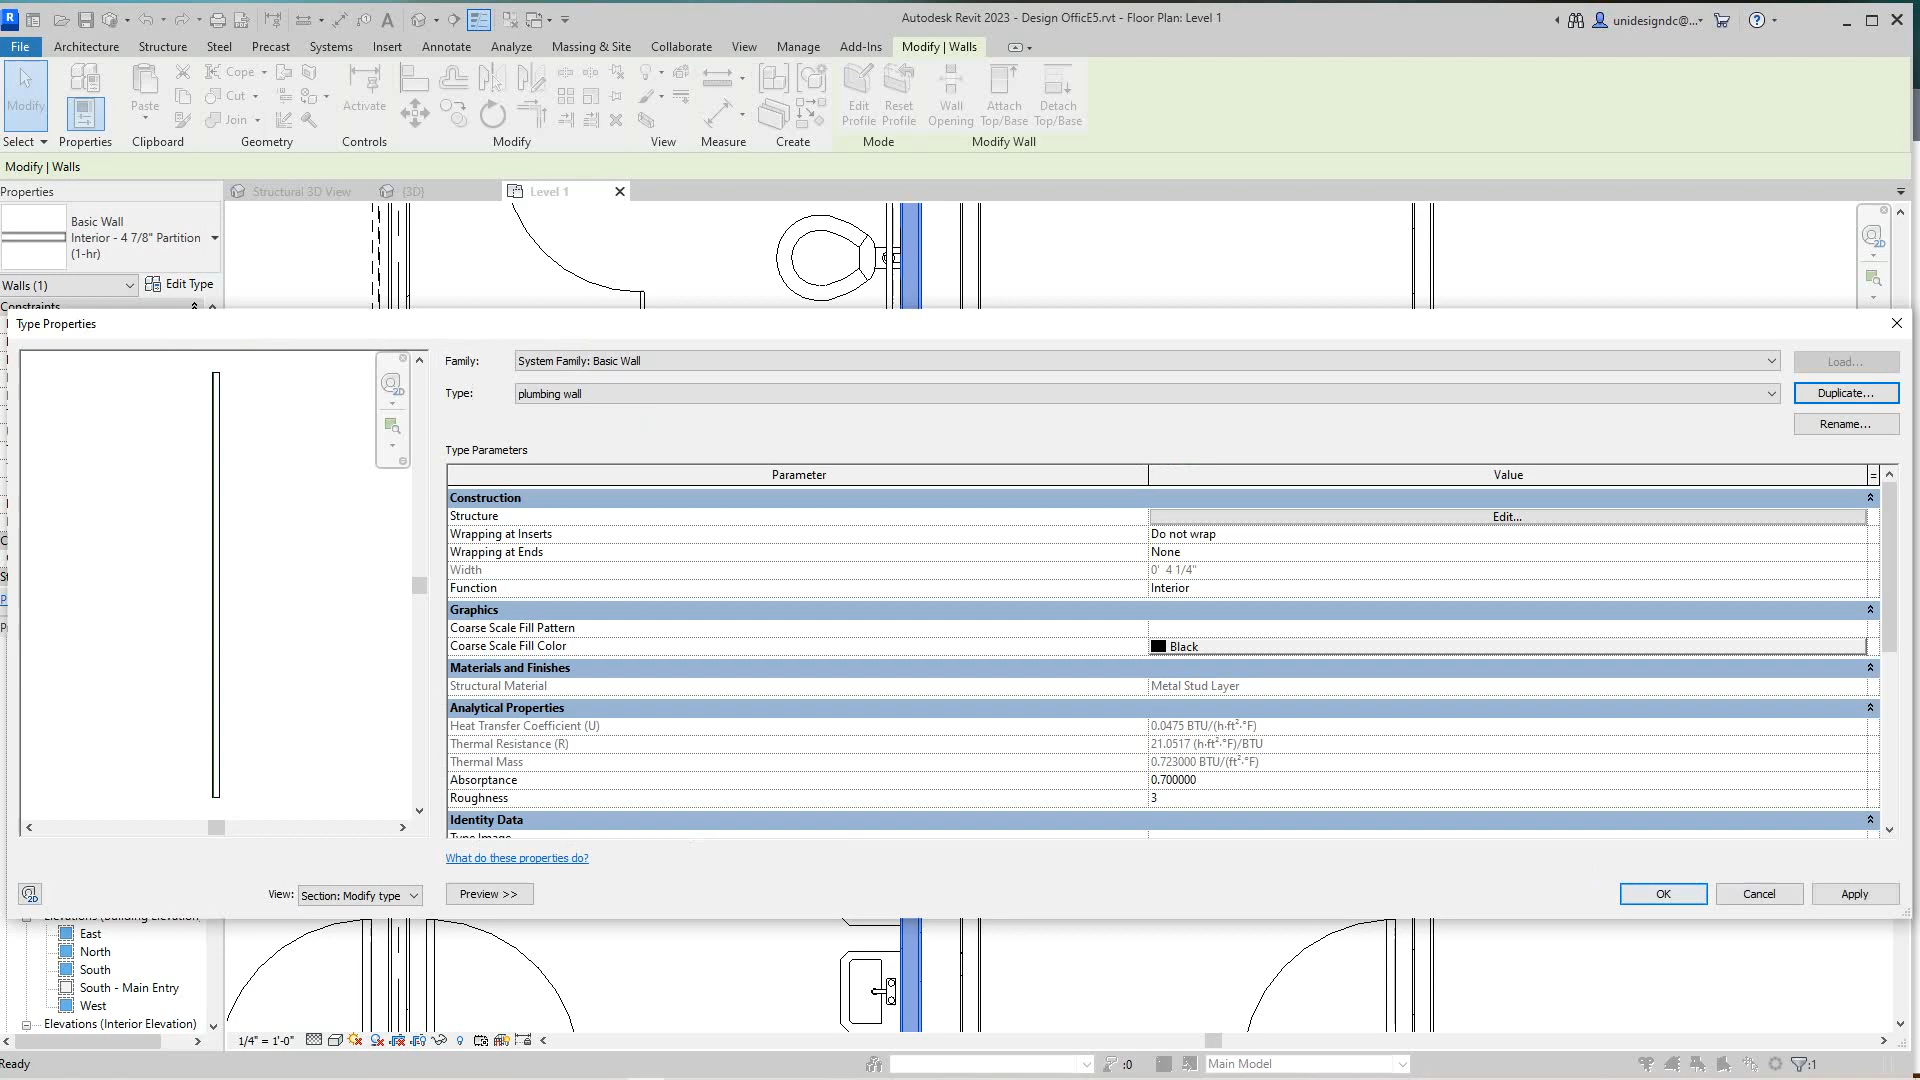 Autodesk Revit 2023 - Design OfficE5.rvt - Floor Plan: Level 1
unidesigndc@...
File Architecture Structure Steel Precast Systems Insert Annotate Analyze Massing & Site Collaborate View Manage Add-Ins Modify | Walls
Modify
Paste
Cope
Cut
Join
Activate
Edit Profile
Reset Profile
Wall Opening
Attach Top/Base
Detach Top/Base
Select Properties Clipboard Geometry Controls Modify View Measure Create Mode Modify Wall
Modify | Walls
Properties
Structural 3D View
{3D}
Level 1
Basic Wall
Interior - 4 7/8" Partition
(1-hr)
Walls (1)
Edit Type
Constraints
Type Properties
Family:
System Family: Basic Wall
Load...
Type:
plumbing wall
Duplicate...
Rename...
Type Parameters
Parameter Value =
Construction
Structure Edit...
Wrapping at Inserts Do not wrap
Wrapping at Ends None
Width 0' 4 1/4"
Function Interior
Graphics
Coarse Scale Fill Pattern
Coarse Scale Fill Color Black
Materials and Finishes
Structural Material Metal Stud Layer
Analytical Properties
Heat Transfer Coefficient (U) 0.0475 BTU/(h·ft²·°F)
Thermal Resistance (R) 21.0517 (h·ft²·°F)/BTU
Thermal Mass 0.723000 BTU/(ft²·°F)
Absorptance 0.700000
Roughness 3
Identity Data
Type Image
What do these properties do?
View: Section: Modify type
Preview >>
OK
Cancel
Apply
Elevations (Building Elevation)
East
North
South
South - Main Entry
West
Elevations (Interior Elevation)
1/4" = 1'-0"
Ready
:0
Main Model
:1